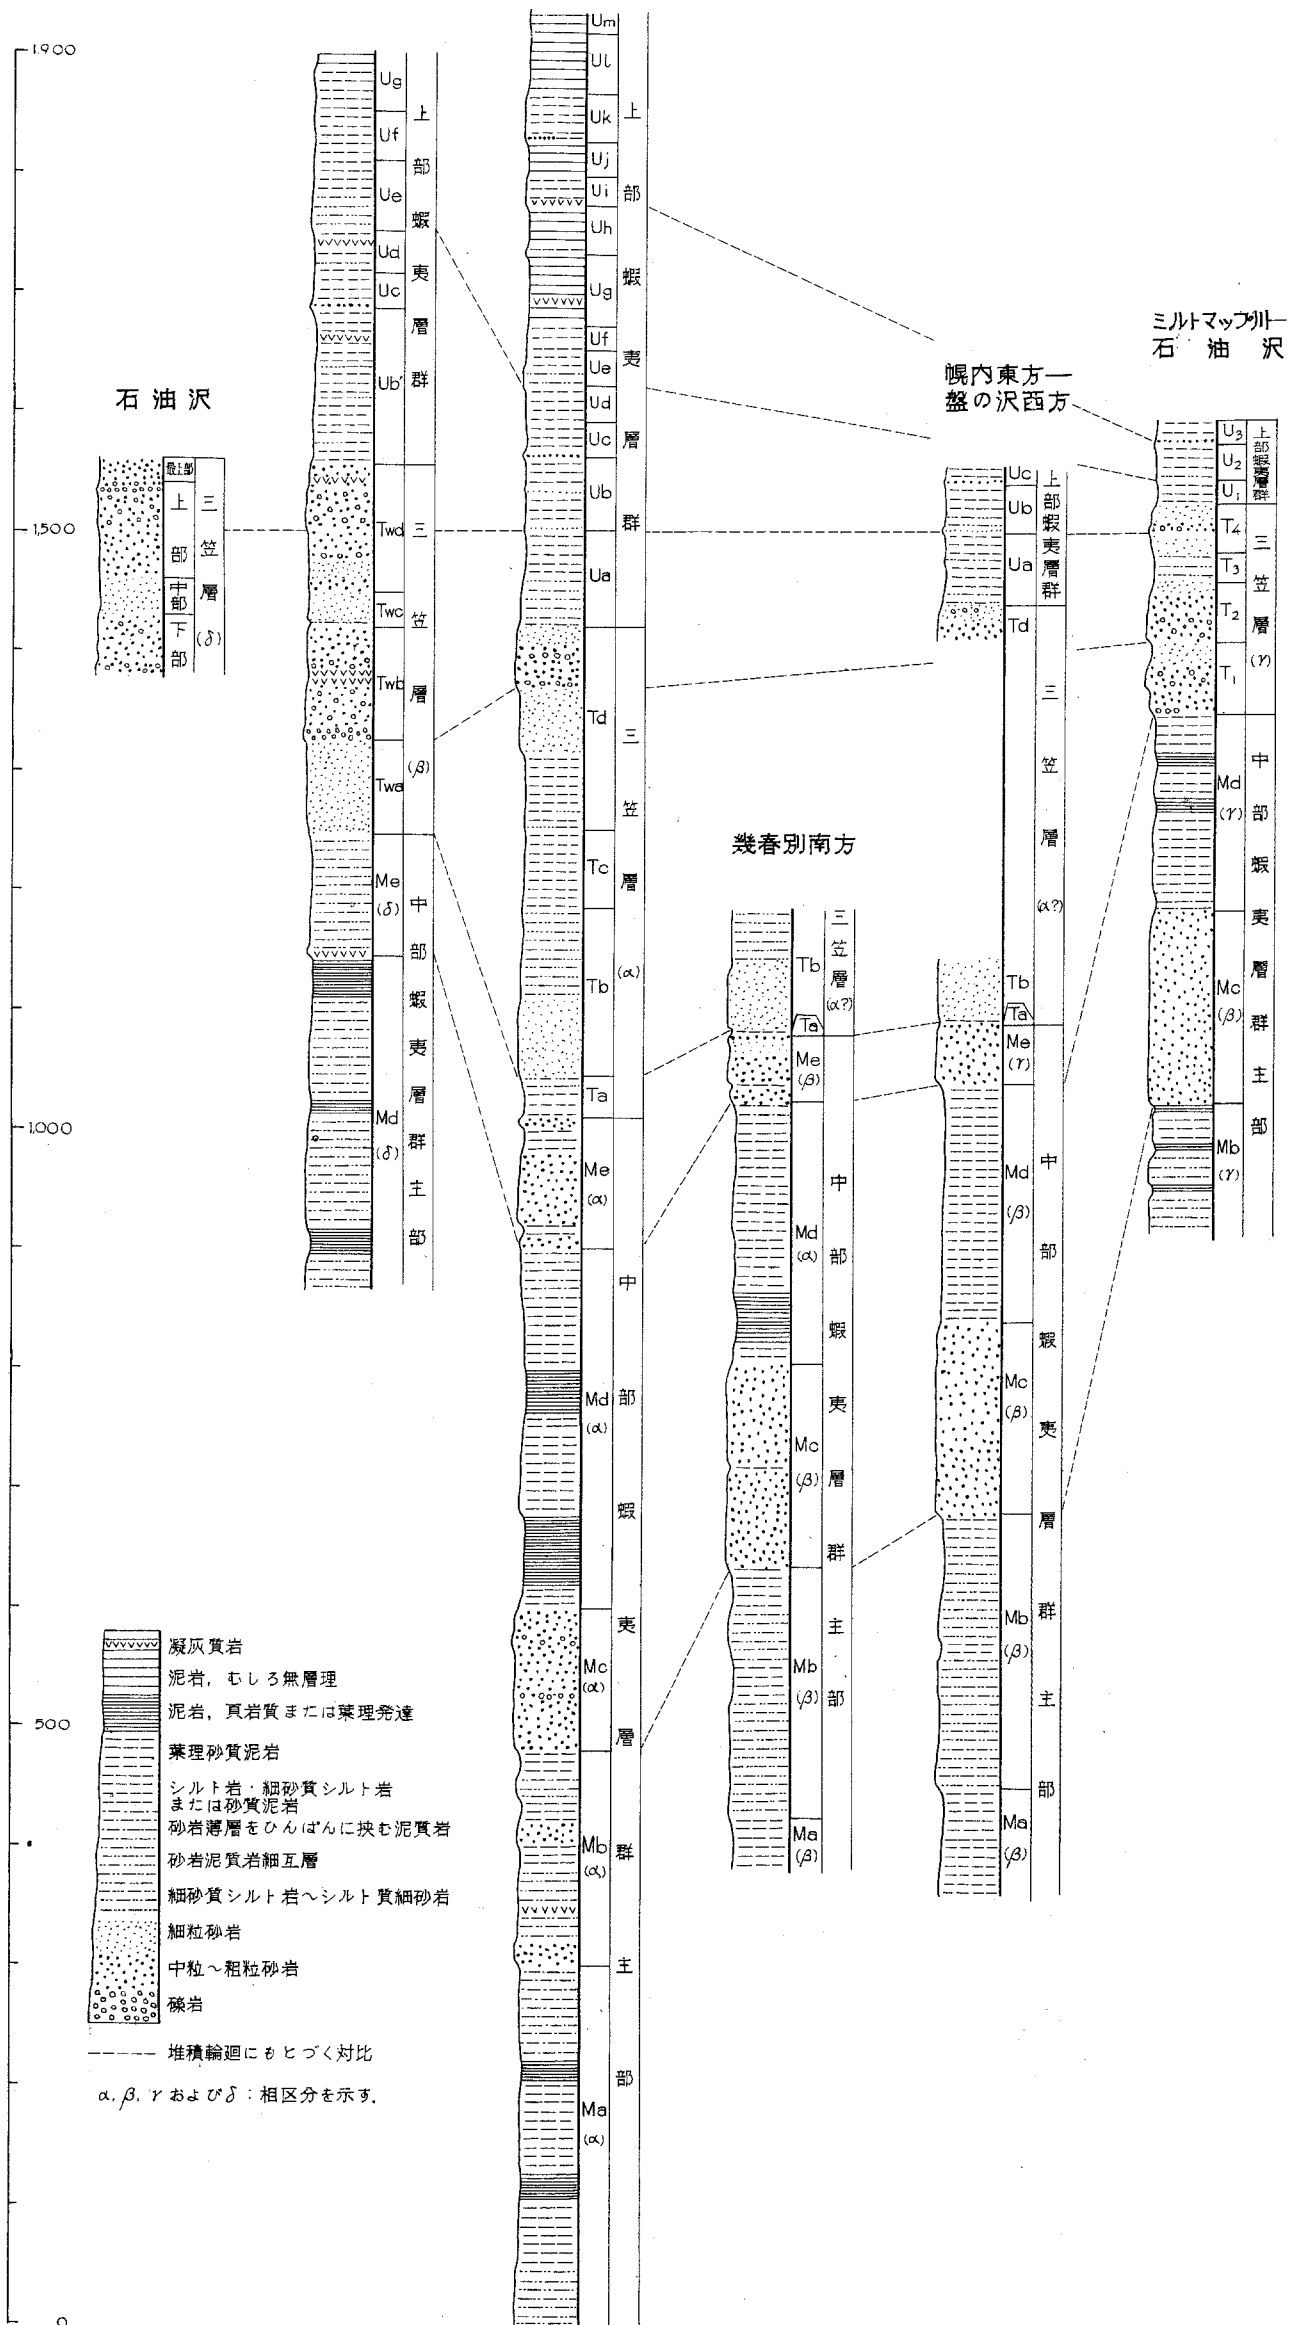 1,900
1,500
1,000
500
0
石油沢
最上部
上部
中部
下部
三笠層
(δ)
Ug
Uf
Ue
Ud
Uc
Ub'
上部蝦夷層群
Twd
Twc
Twb
Twa
三笠層
(β)
Me
(δ)
Md
(δ)
中部蝦夷層群主部
Um
Ul
Uk
Uj
Ui
Uh
Ug
Uf
Ue
Ud
Uc
Ub
Ua
上部蝦夷層群
Td
Tc
Tb
Ta
三笠層
(α)
Me
(α)
Md
(α)
Mc
(α)
Mb
(α)
Ma
(α)
中部蝦夷層群主部
幾春別南方
Tb
Ta
三笠層
(α?)
Me
(β)
Md
(α)
Mc
(β)
Mb
(β)
Ma
(β)
中部蝦夷層群主部
幌内東方―
盤の沢西方
Uc
Ub
Ua
上部蝦夷層群
Td
Tb
Ta
三笠層
(α?)
Me
(γ)
Md
(β)
Mc
(β)
Mb
(β)
Ma
(β)
中部蝦夷層群主部
ミルトマップ川―
石油沢
U3
U2
U1
上部蝦夷層群
T4
T3
T2
T1
三笠層
(γ)
Md
(γ)
Mc
(β)
Mb
(γ)
中部蝦夷層群主部
凝灰質岩
泥岩，むしろ無層理
泥岩，頁岩質または葉理発達
葉理砂質泥岩
シルト岩・細砂質シルト岩
または砂質泥岩
砂岩薄層をひんぱんに挟む泥質岩
砂岩泥質岩細互層
細砂質シルト岩～シルト質細砂岩
細粒砂岩
中粒～粗粒砂岩
礫岩
堆積輪廻にもとづく対比
α, β, γおよびδ：相区分を示す.